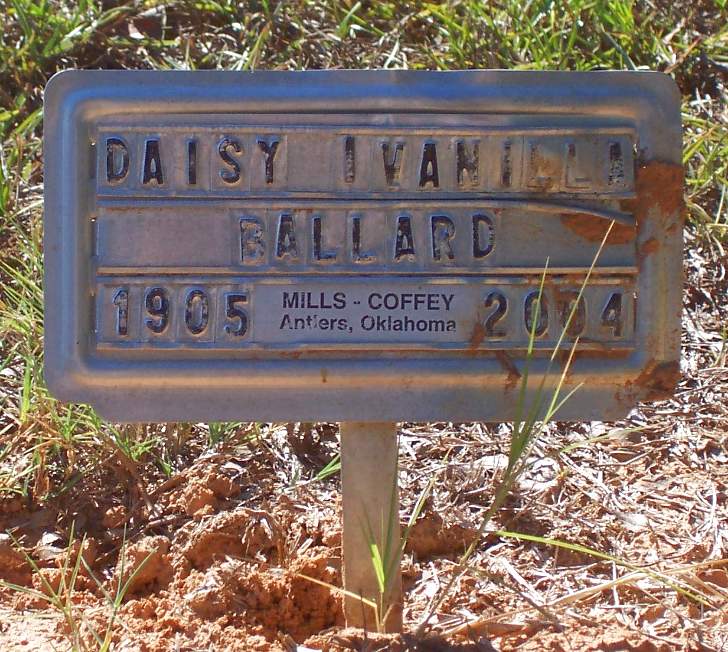 DAISY IVANILLA
BALLARD
1905 MILLS - COFFEY 2004
Antlers, Oklahoma